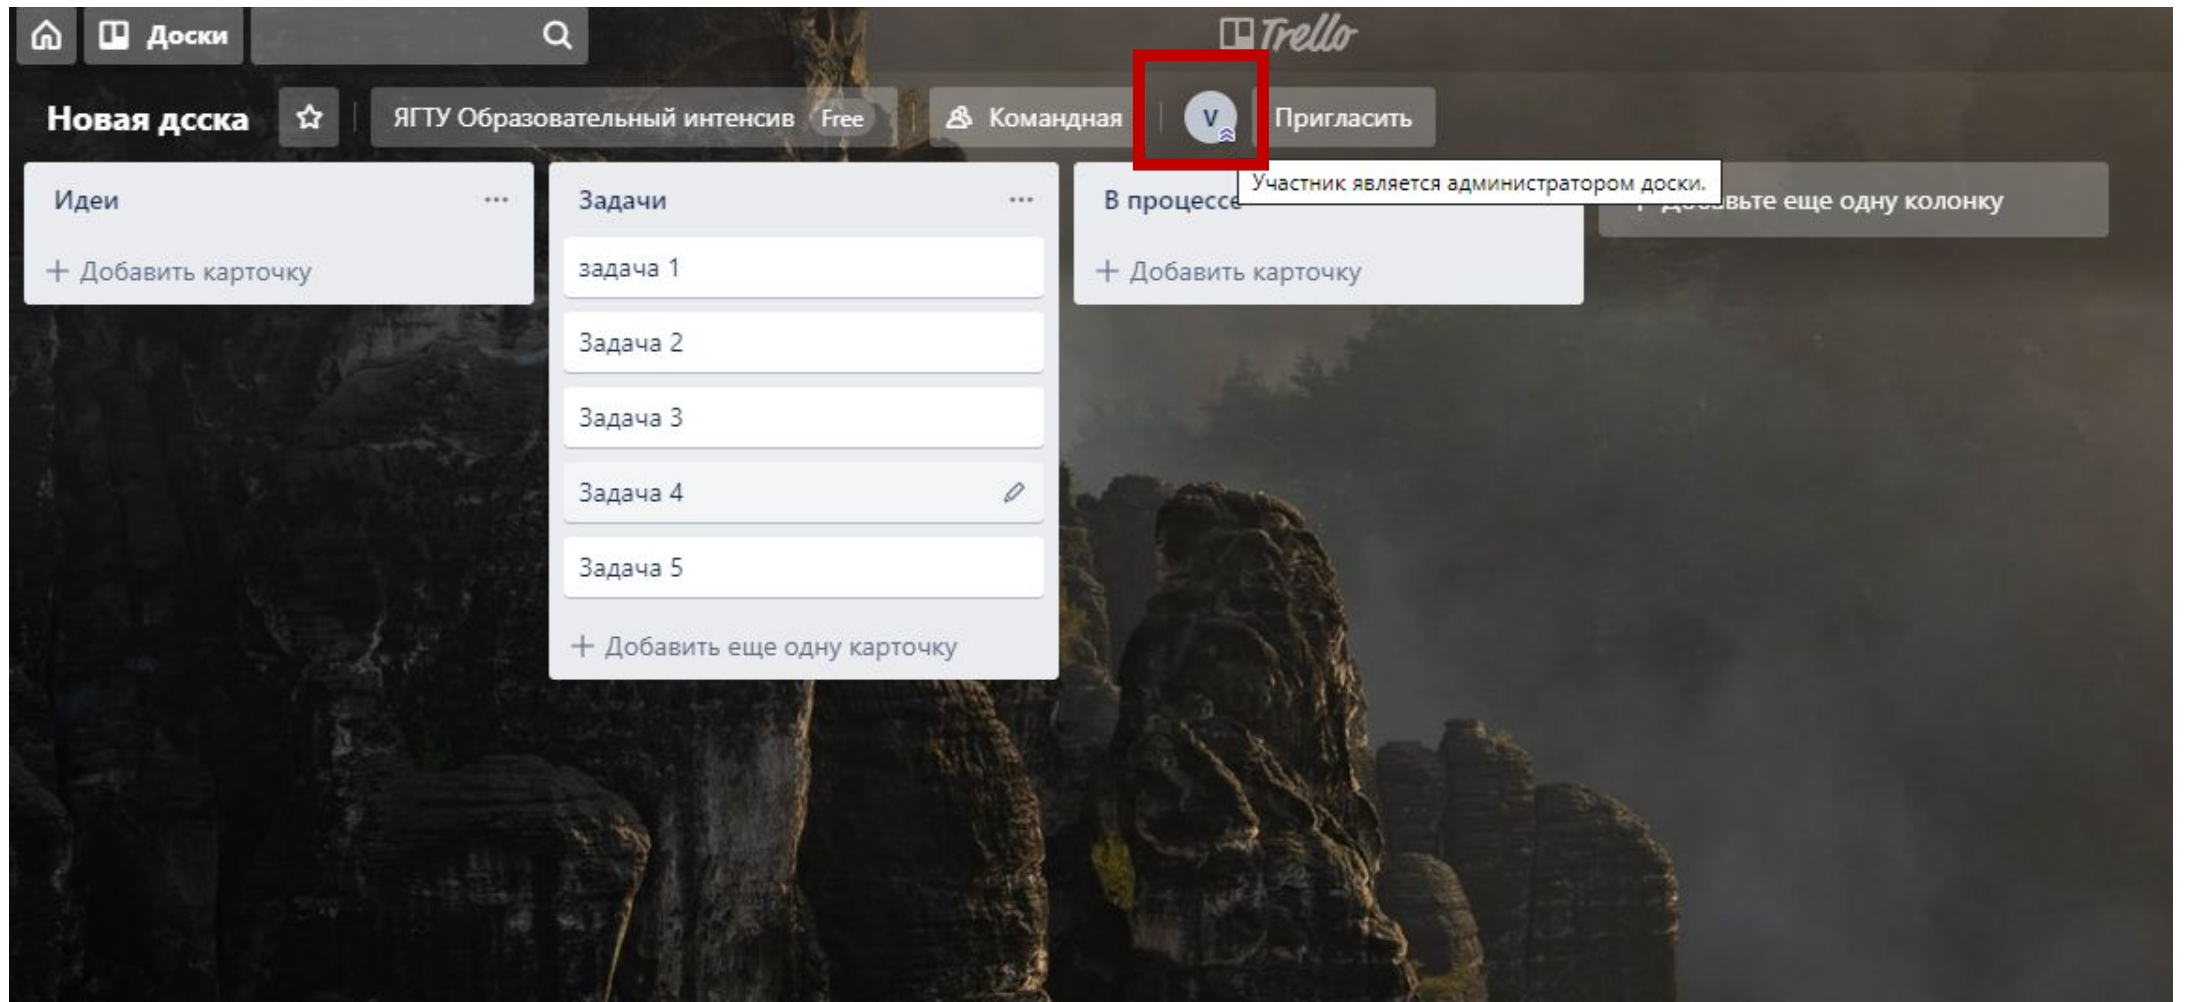 Доски
Trello
Новая дсска
ЯГТУ Образовательный интенсив Free
Командная
V
Пригласить
Участник является администратором доски.
Идеи
Добавить карточку
Задачи
задача 1
Задача 2
Задача 3
Задача 4
Задача 5
Добавить еще одну карточку
В процессе
Добавить карточку
еще одну колонку